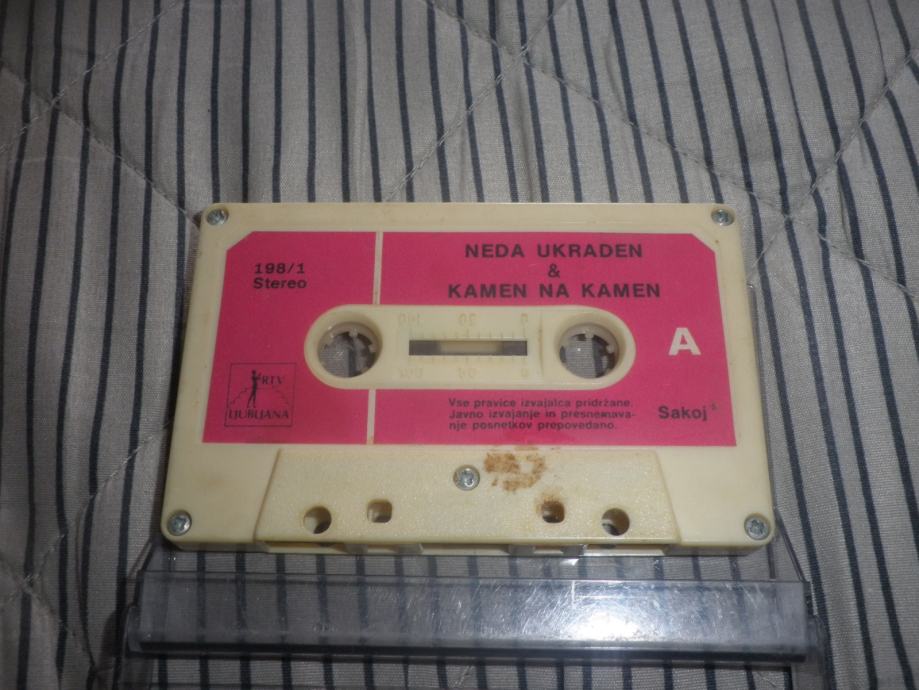 NEDA UKRADEN
&
KAMEN NA KAMEN
198/1
Stereo
A
RTV
LJUBLJANA
Vse pravice izvajalca pridržane.
Javno izvajanje in presnemava-
nje posnetkov prepovedano.
Sakoj